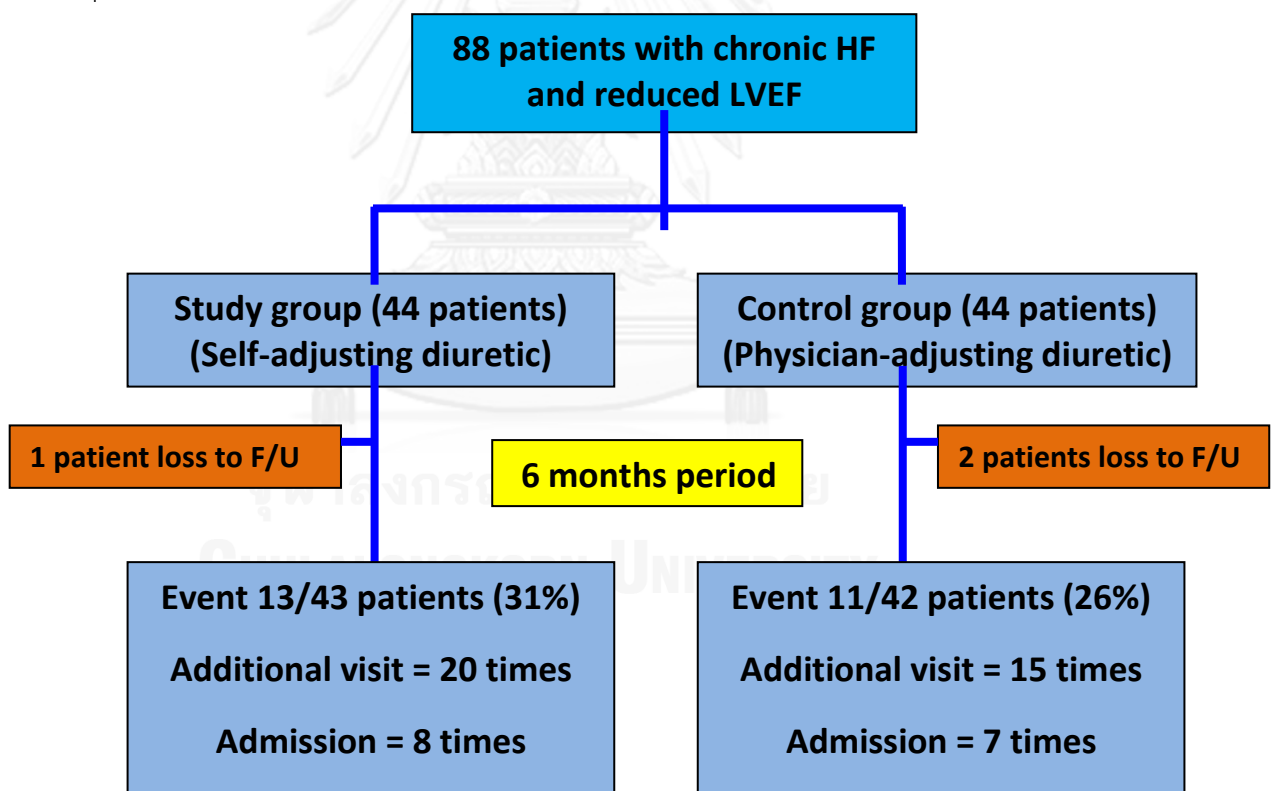 88 patients with chronic HF
and reduced LVEF
Study group (44 patients)
(Self-adjusting diuretic)
Control group (44 patients)
(Physician-adjusting diuretic)
1 patient loss to F/U
6 months period
2 patients loss to F/U
Event 13/43 patients (31%)
Additional visit = 20 times
Admission = 8 times
Event 11/42 patients (26%)
Additional visit = 15 times
Admission = 7 times
UNIVERSITY